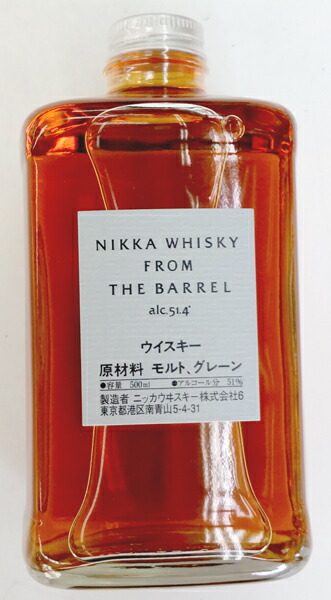 NIKKA WHISKY
FROM
THE BARREL
alc.51.4°
ウイスキー
原材料 モルト、グレーン
●容量 500ml ●アルコール分 51%
製造者 ニッカウヰスキー株式会社6
東京都港区南青山5-4-31